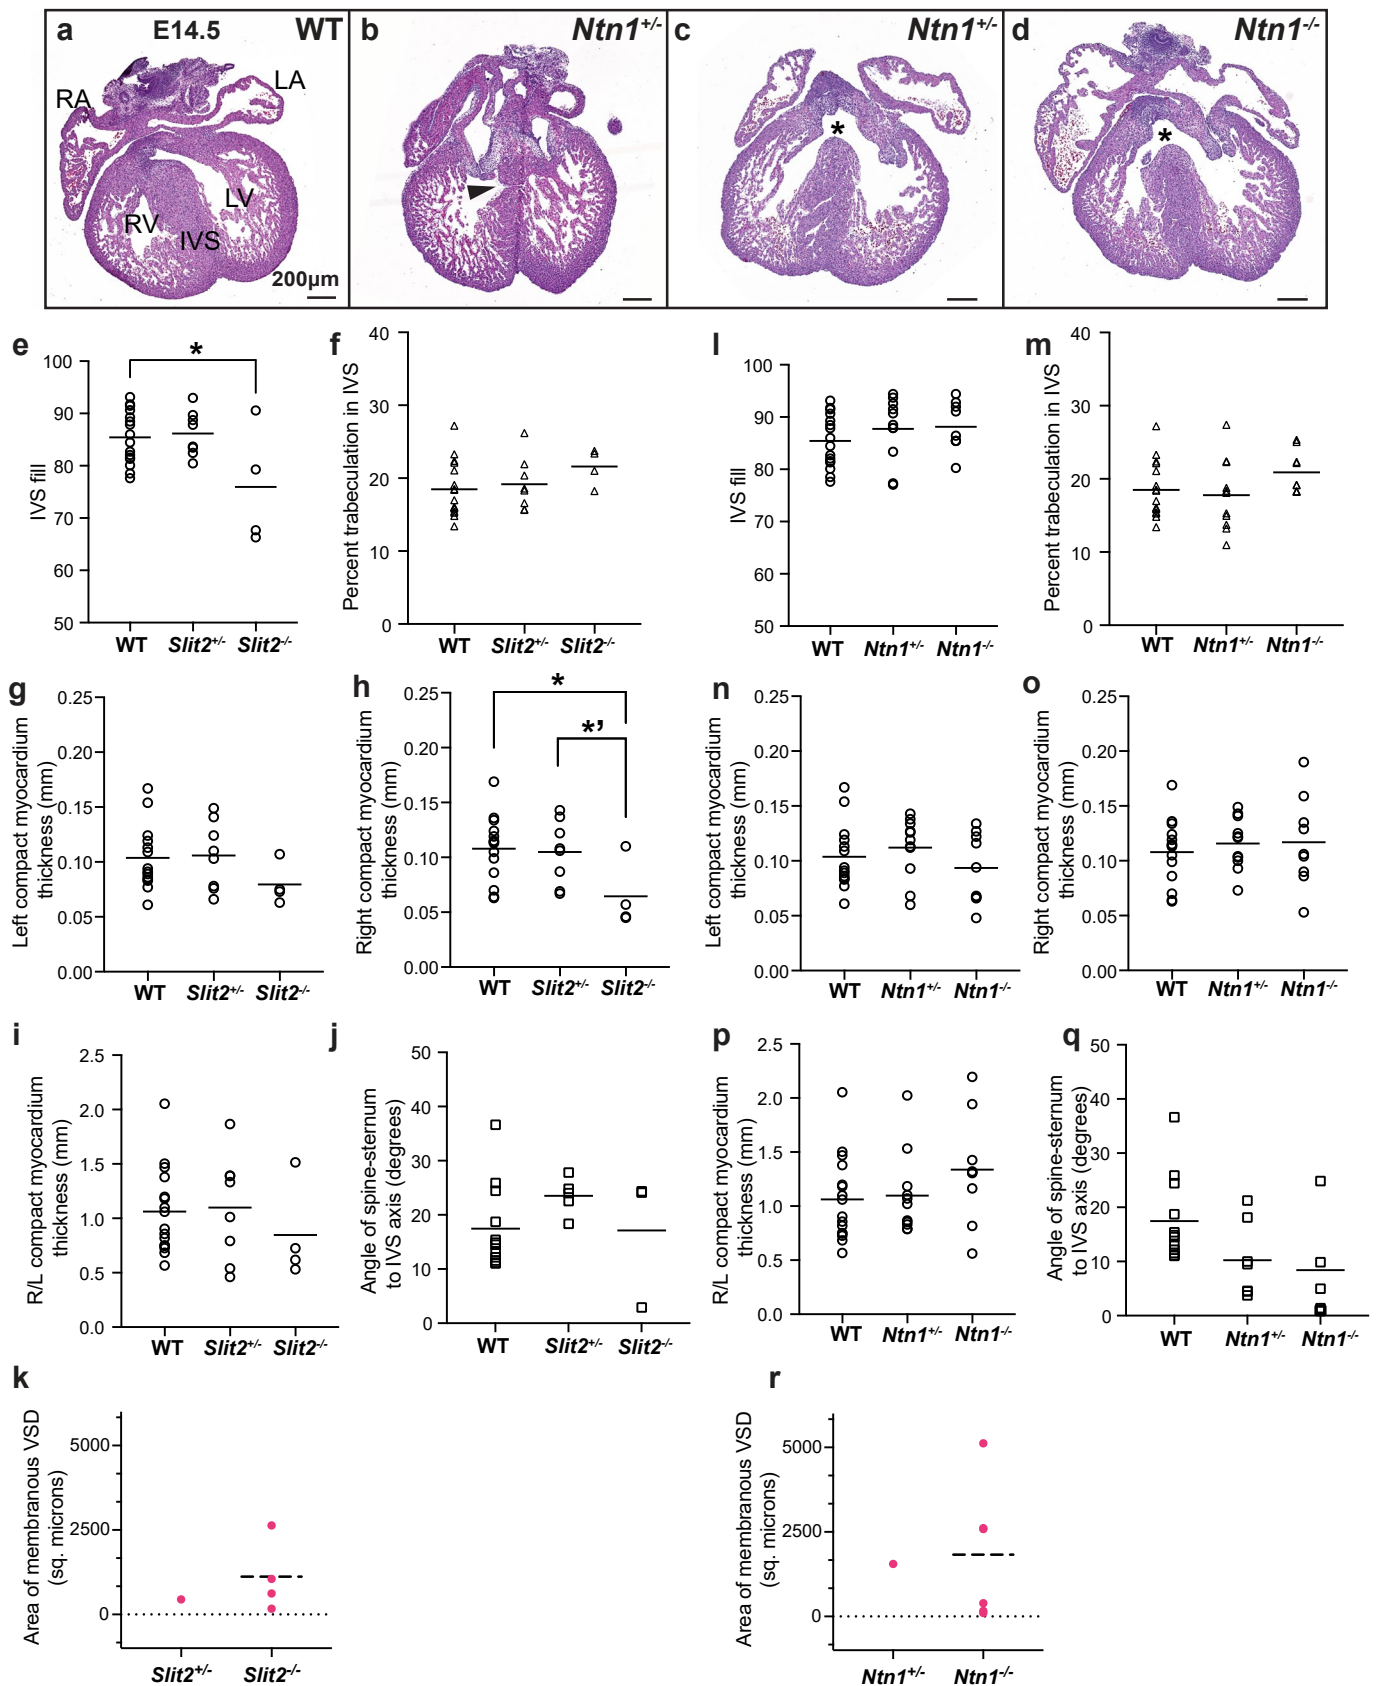 a E14.5 WT
RA
LA
RV
LV
IVS
200µm
b Ntn1+/-
c Ntn1+/-
*
d Ntn1-/-
*
e
IVS fill
100
90
80
70
60
50
*
WT Slit2+/- Slit2-/-
f
Percent trabeculation in IVS
40
30
20
10
0
WT Slit2+/- Slit2-/-
l
IVS fill
100
90
80
70
60
50
WT Ntn1+/- Ntn1-/-
m
Percent trabeculation in IVS
40
30
20
10
0
WT Ntn1+/- Ntn1-/-
g
Left compact myocardium
thickness (mm)
0.25
0.20
0.15
0.10
0.05
0.00
WT Slit2+/- Slit2-/-
h
Right compact myocardium
thickness (mm)
0.25
0.20
0.15
0.10
0.05
0.00
*
*’
WT Slit2+/- Slit2-/-
n
Left compact myocardium
thickness (mm)
0.25
0.20
0.15
0.10
0.05
0.00
WT Ntn1+/- Ntn1-/-
o
Right compact myocardium
thickness (mm)
0.25
0.20
0.15
0.10
0.05
0.00
WT Ntn1+/- Ntn1-/-
i
R/L compact myocardium
thickness (mm)
2.5
2.0
1.5
1.0
0.5
0.0
WT Slit2+/- Slit2-/-
j
Angle of spine-sternum
to IVS axis (degrees)
50
40
30
20
10
0
WT Slit2+/- Slit2-/-
p
R/L compact myocardium
thickness (mm)
2.5
2.0
1.5
1.0
0.5
0.0
WT Ntn1+/- Ntn1-/-
q
Angle of spine-sternum
to IVS axis (degrees)
50
40
30
20
10
0
WT Ntn1+/- Ntn1-/-
k
Area of membranous VSD
(sq. microns)
5000
2500
0
Slit2+/- Slit2-/-
r
Area of membranous VSD
(sq. microns)
5000
2500
0
Ntn1+/- Ntn1-/-